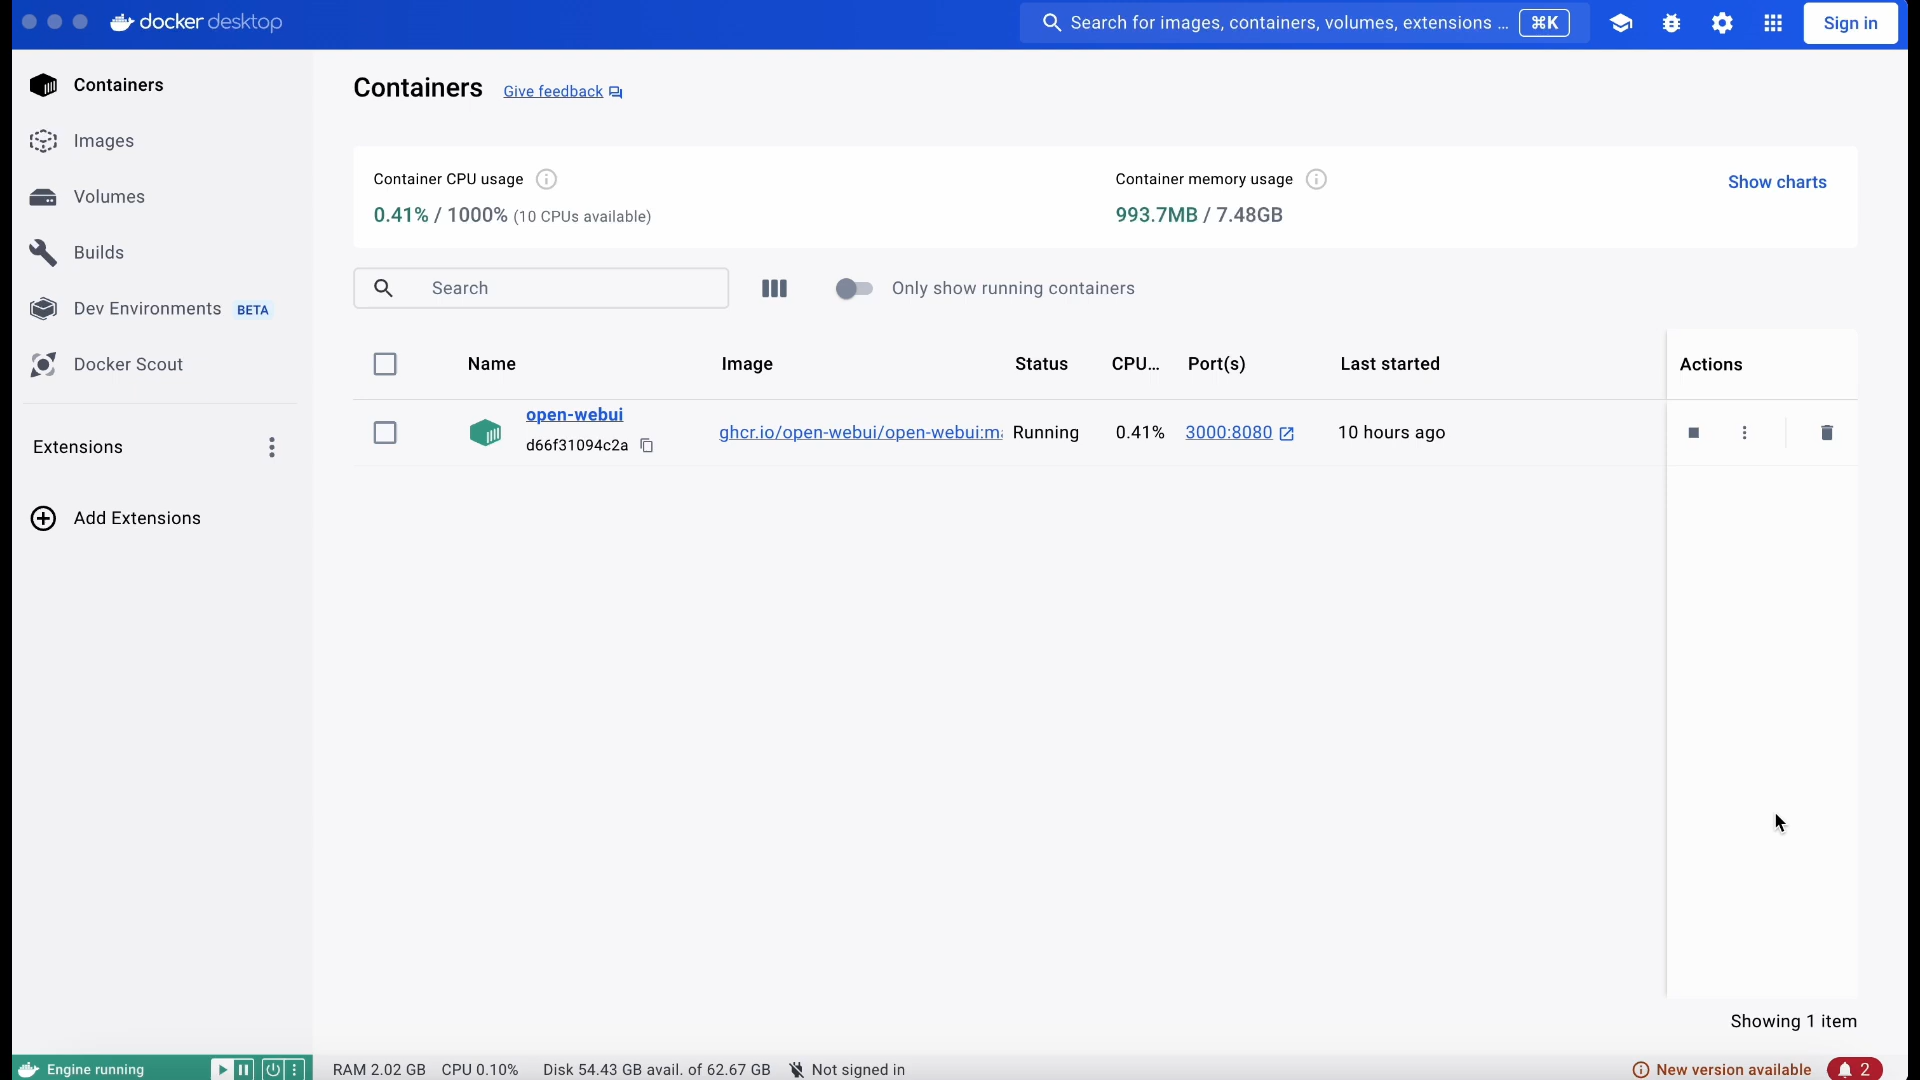 docker desktop
Search for images, containers, volumes, extensions ... ⌘K
Sign in
Containers
Images
Volumes
Builds
Dev Environments BETA
Docker Scout
Extensions
Add Extensions
Containers Give feedback
Container CPU usage
0.41% / 1000% (10 CPUs available)
Container memory usage
993.7MB / 7.48GB
Show charts
Search
Only show running containers
Name Image Status CPU... Port(s) Last started Actions
open-webui
d66f31094c2a
ghcr.io/open-webui/open-webui:ma Running 0.41% 3000:8080 10 hours ago
Showing 1 item
Engine running
RAM 2.02 GB CPU 0.10% Disk 54.43 GB avail. of 62.67 GB Not signed in
New version available 2